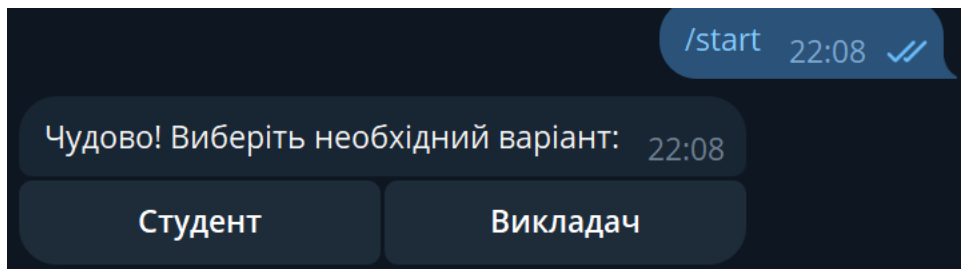 /start 22:08
Чудово! Виберіть необхідний варіант: 22:08
Студент Викладач